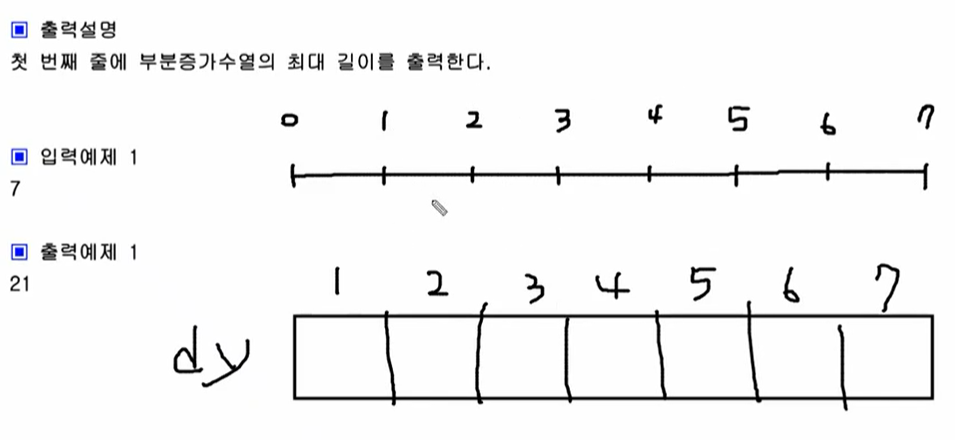 ▣ 출력설명
첫 번째 줄에 부분증가수열의 최대 길이를 출력한다.
0 1 2 3 4 5 6 7
▣ 입력예제 1
7
▣ 출력예제 1
21
1 2 3 4 5 6 7
dy